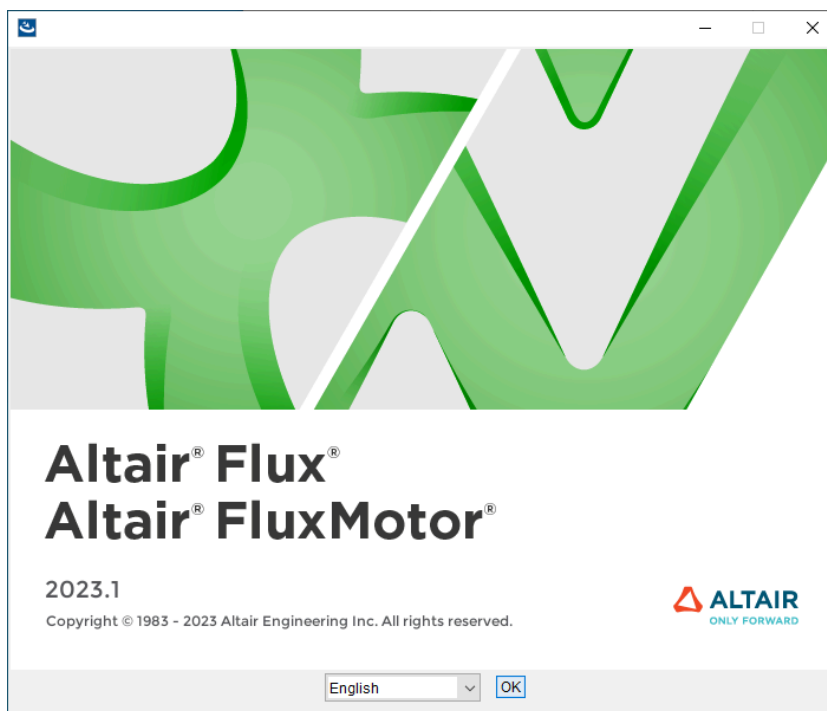 Altair® Flux®
Altair® FluxMotor®
2023.1
Copyright © 1983 - 2023 Altair Engineering Inc. All rights reserved.
ALTAIR
ONLY FORWARD
English
OK